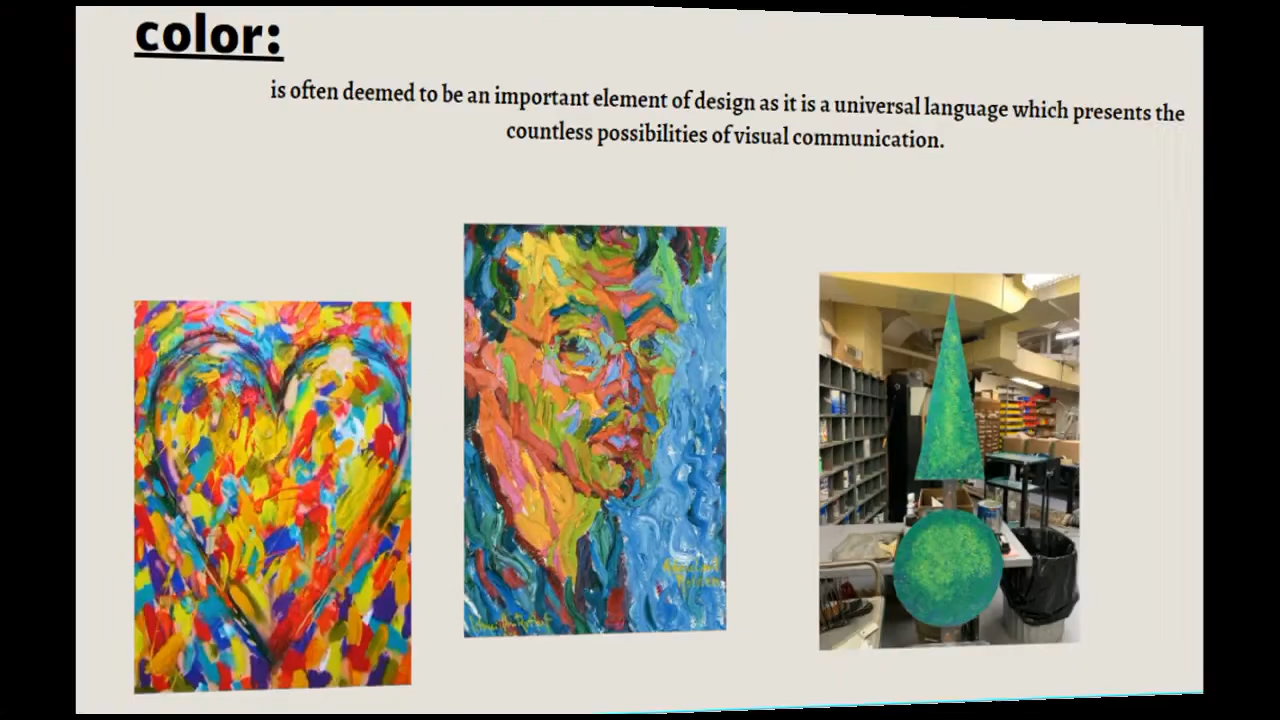 color:
is often deemed to be an important element of design as it is a universal language which presents the
countless possibilities of visual communication.